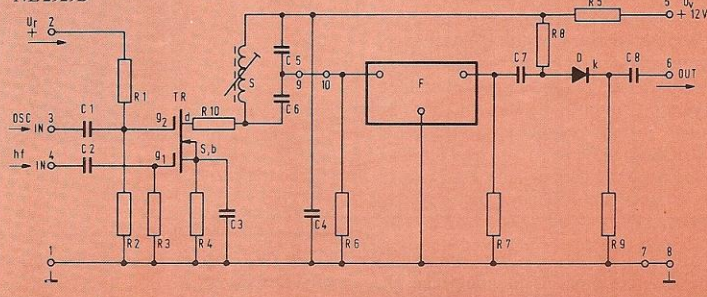 R5
U_v
5
+ 12V
Ur
+
2
R8
C5
S
9
10
F
C7
D
k
C8
6
OUT
R1
TR
C6
OSC
IN
3
C1
g2
d
R10
hf
IN
4
C2
g1
S,b
R2
R3
R4
C3
C4
R6
R7
R9
1
7
8